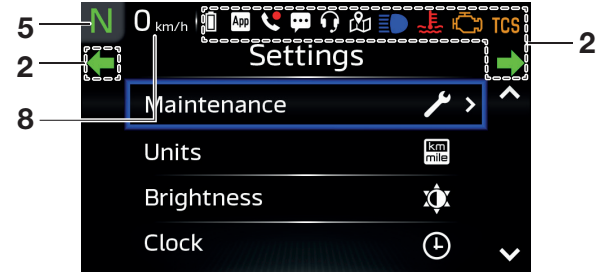 5 N 0 km/h App TCS
2 Settings 2
8 Maintenance
Units km mile
Brightness
Clock